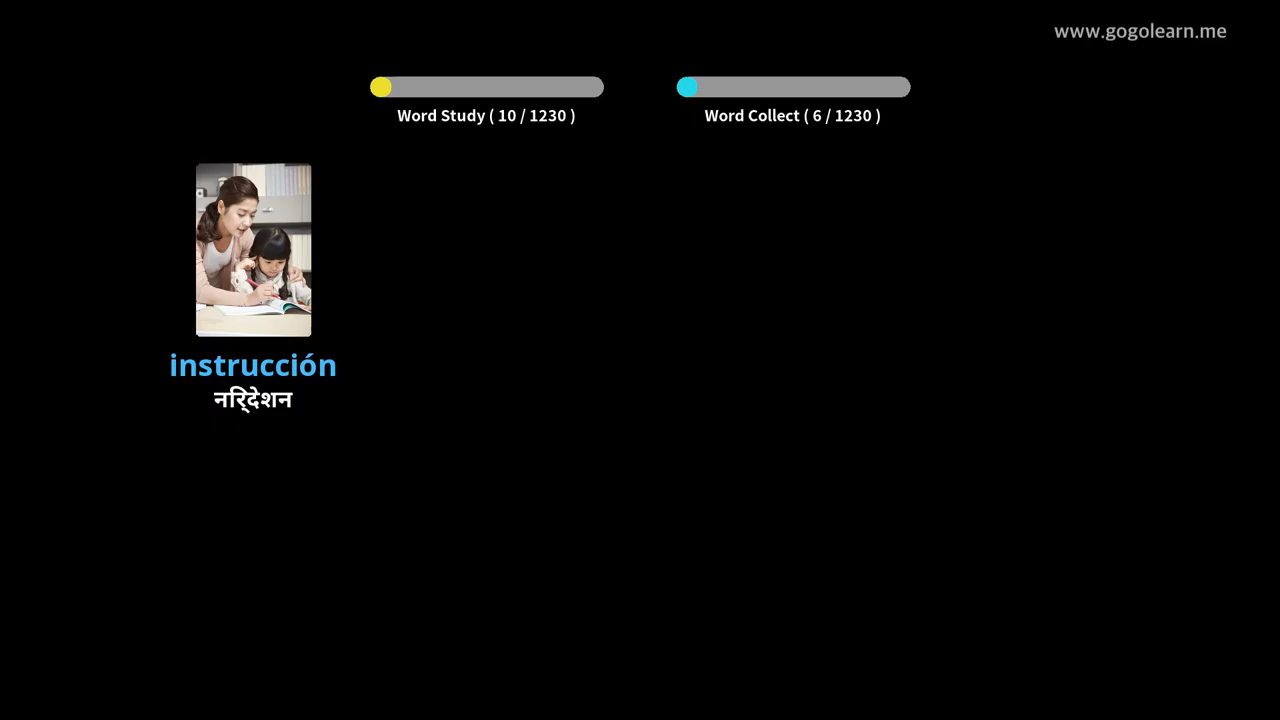 www.gogolearn.me
Word Study ( 10 / 1230 )
Word Collect ( 6 / 1230 )
instrucción
निर्देशन